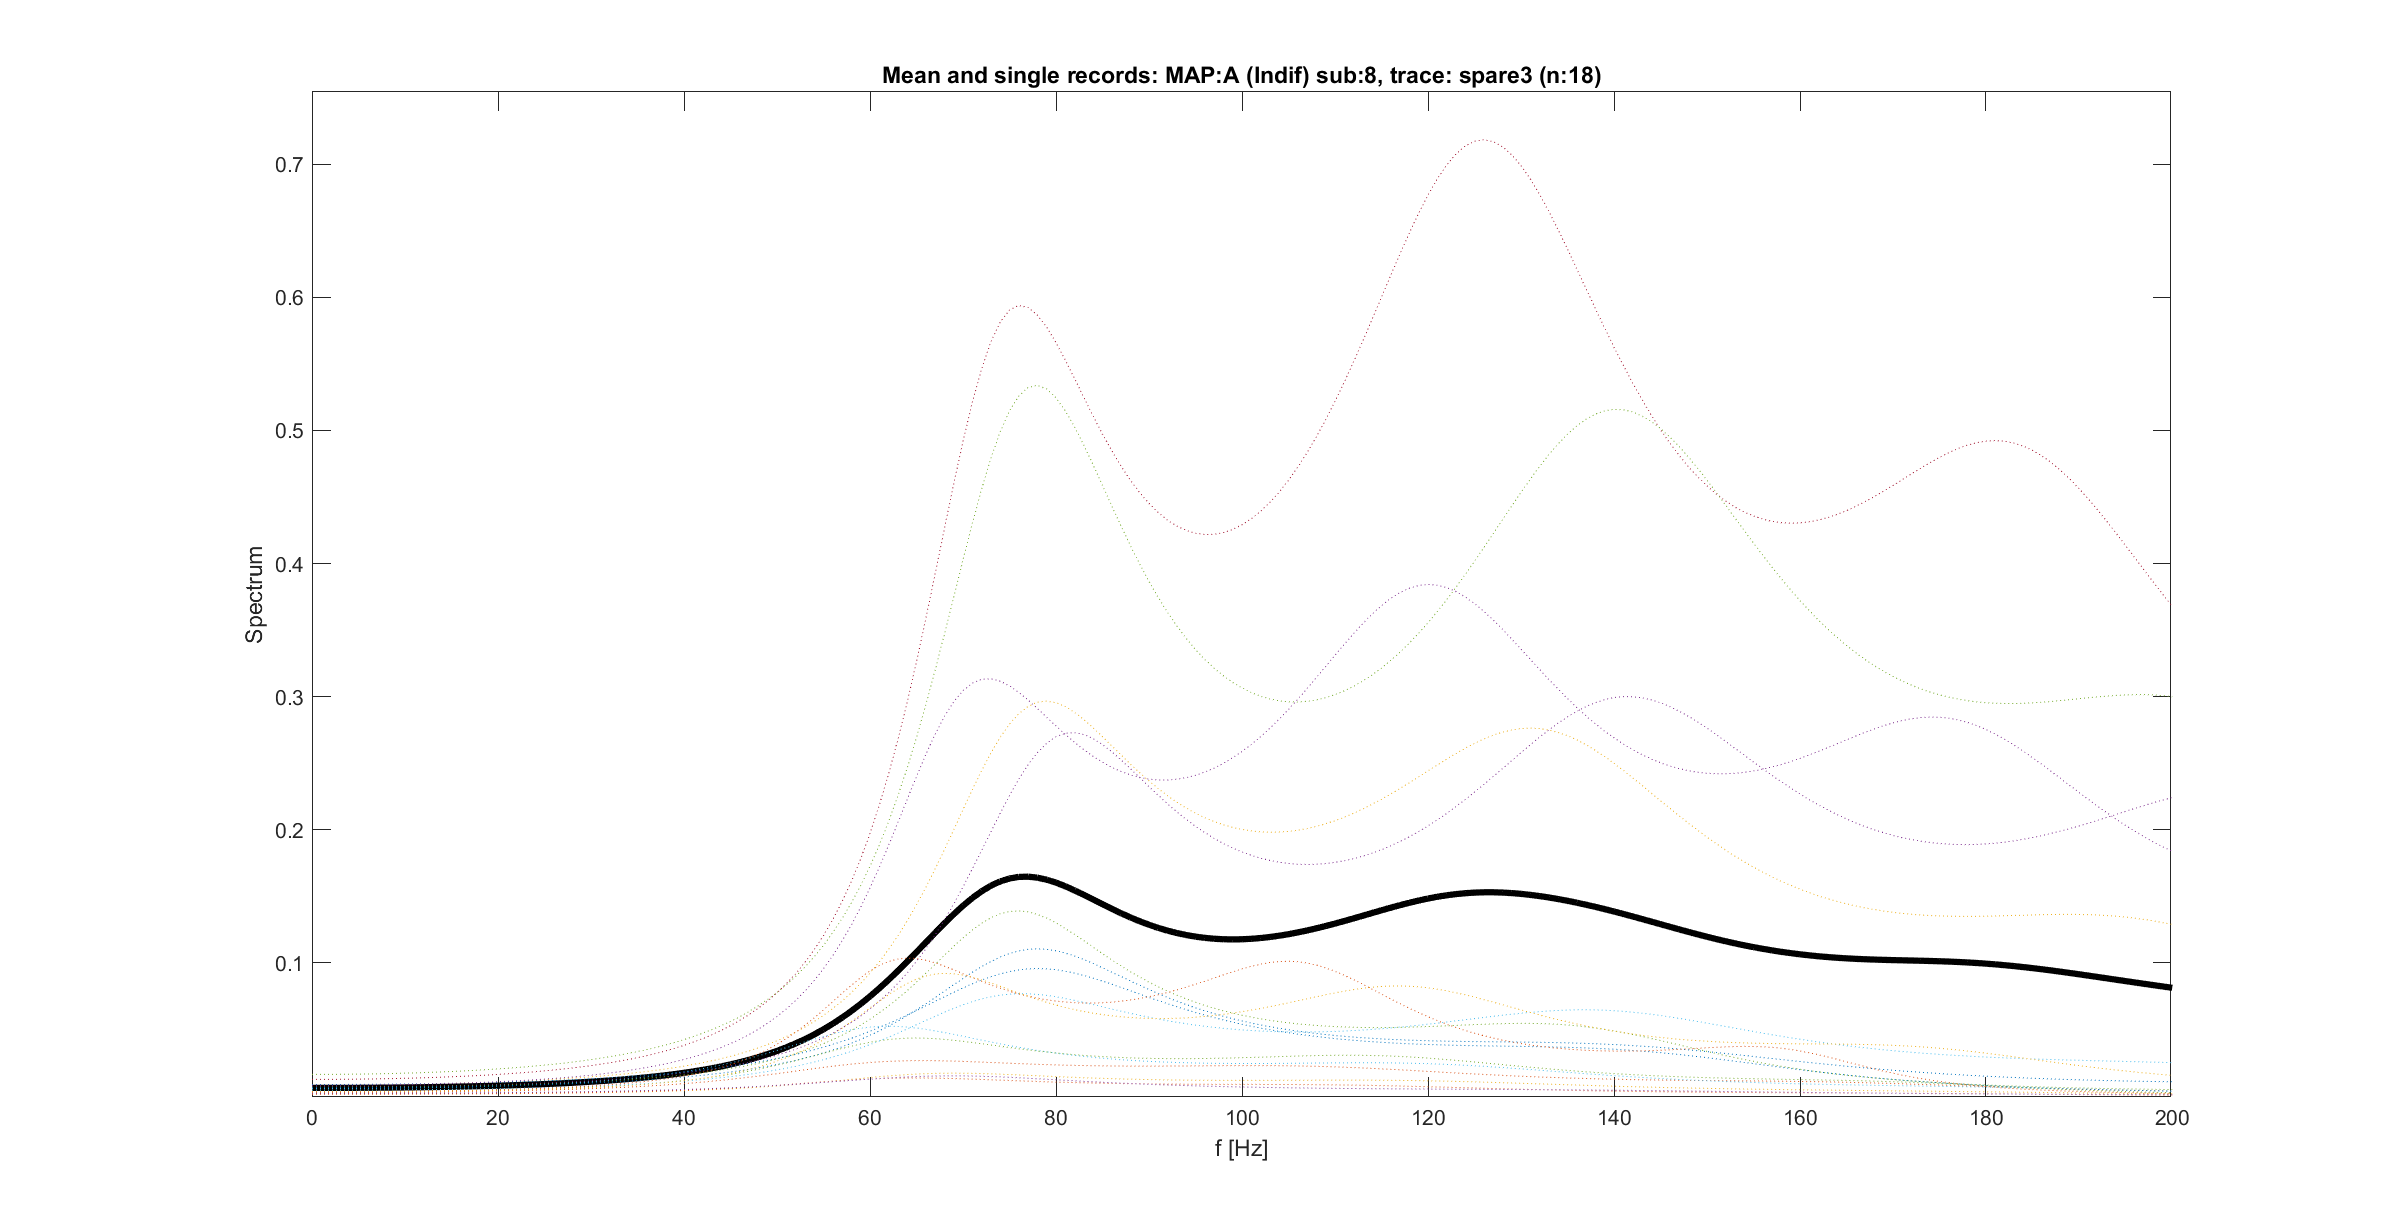 Mean and single records: MAP:A (Indif) sub:8, trace: spare3 (n:18)
0.7
0.6
0.5
0.4
0.3
0.2
0.1
Spectrum
0 20 40 60 80 100 120 140 160 180 200
f [Hz]